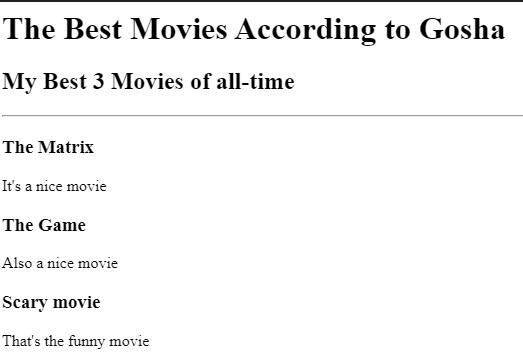 The Best Movies According to Gosha
My Best 3 Movies of all-time
The Matrix
It's a nice movie
The Game
Also a nice movie
Scary movie
That's the funny movie